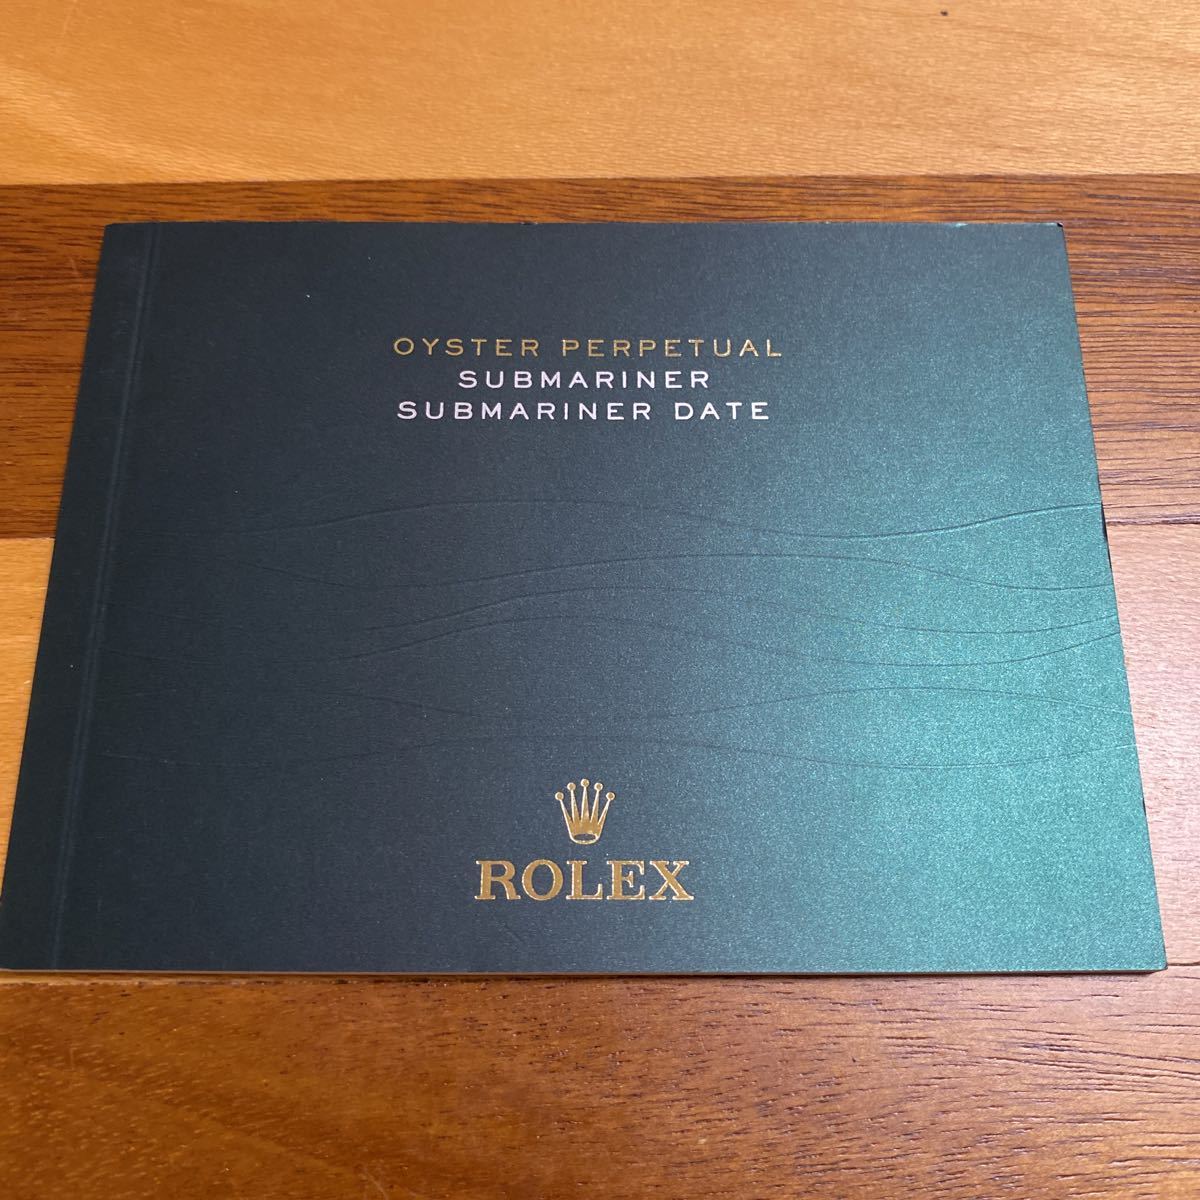 OYSTER PERPETUAL
SUBMARINER
SUBMARINER DATE
ROLEX